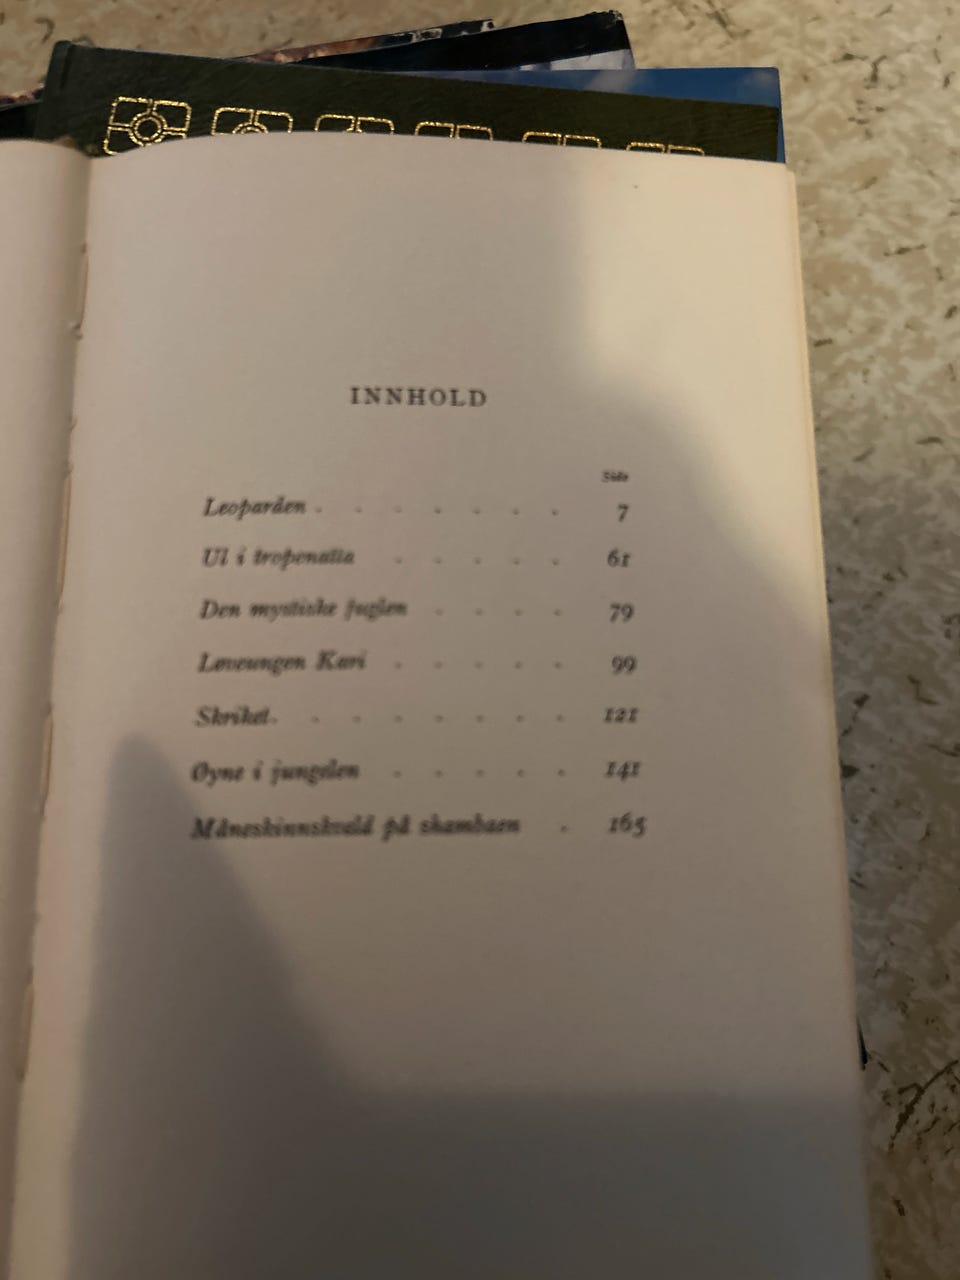 INNHOLD
Side
Leoparden . . . . . . . 7
Ul i tropenatta . . . . . 61
Den mystiske fuglen . . . . 79
Løveungen Kari . . . . . 99
Skriket . . . . . . . . 121
Øyne i jungelen . . . . . 141
Måneskinnskveld på shambaen . 165